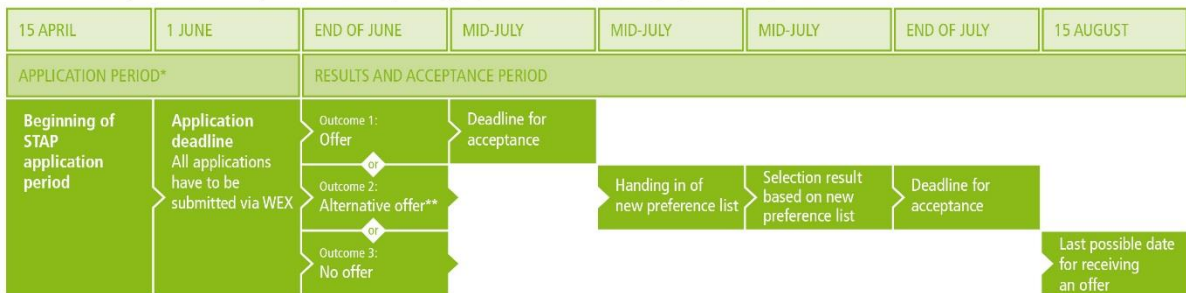 15 APRIL
1 JUNE
END OF JUNE
MID-JULY
MID-JULY
MID-JULY
END OF JULY
15 AUGUST
APPLICATION PERIOD*
RESULTS AND ACCEPTANCE PERIOD
Beginning of
STAP
application
period
Application
deadline
All applications
have to be
submitted via WEX
Outcome 1:
Offer
Deadline for
acceptance
or
Outcome 2:
Alternative offer**
Handing in of
new preference list
Selection result
based on new
preference list
Deadline for
acceptance
or
Outcome 3:
No offer
Last possible date
for receiving
an offer